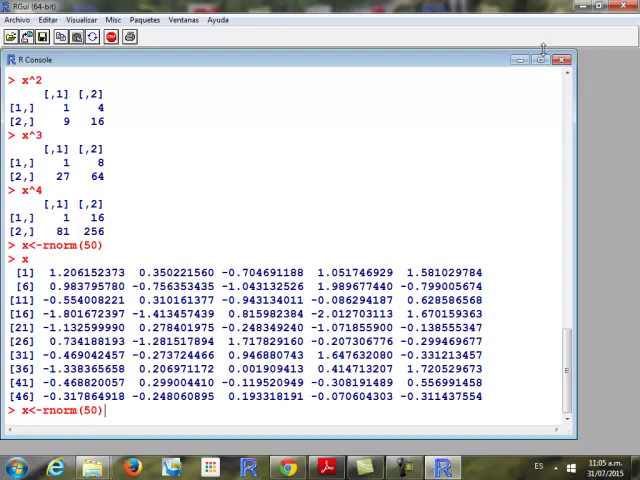 RGui (64-bit)
Archivo Editar Visualizar Misc Paquetes Ventanas Ayuda
STOP
R Console
> x^2
[,1] [,2]
[1,] 1 4
[2,] 9 16
> x^3
[,1] [,2]
[1,] 1 8
[2,] 27 64
> x^4
[,1] [,2]
[1,] 1 16
[2,] 81 256
> x<-rnorm(50)
> x
[1] 1.206152373 0.350221560 -0.704691188 1.051746929 1.581029784
[6] 0.983795780 -0.756353435 -1.043132526 1.989677440 -0.799005674
[11] -0.554008221 0.310161377 -0.943134011 -0.086294187 0.628586568
[16] -1.801672397 -1.413457439 0.815982384 -2.012703113 1.670159363
[21] -1.132599990 0.278401975 -0.248349240 -1.071855900 -0.138555347
[26] 0.734188193 -1.281517894 1.717829160 -0.207306776 -0.299469677
[31] -0.469042457 -0.273724466 0.946880743 1.647632080 -0.331213457
[36] -1.338365658 0.206971172 0.001909413 0.414713207 1.720529673
[41] -0.468820057 0.299004410 -0.119520949 -0.308191489 0.556991458
[46] -0.317864918 -0.248060895 0.193318191 -0.070604303 -0.311437554
> x<-rnorm(50)
ES
11:05 a.m.
31/07/2015